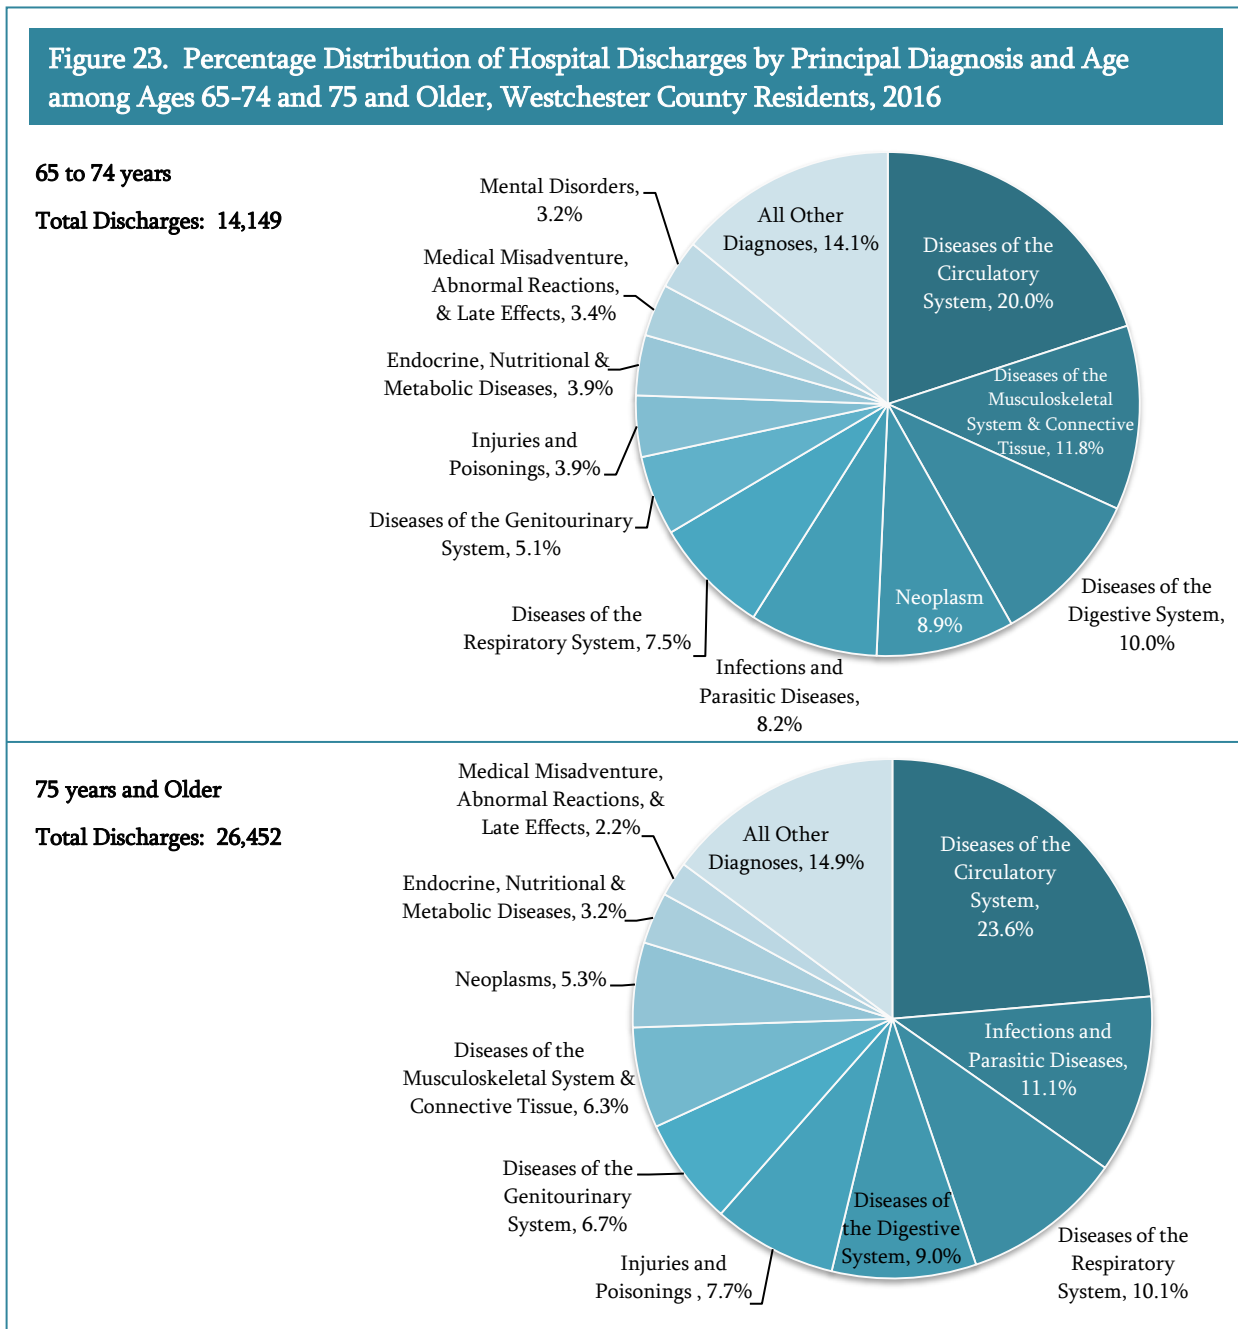 Figure 23.  Percentage Distribution of Hospital Discharges by Principal Diagnosis and Age
among Ages 65-74 and 75 and Older, Westchester County Residents, 2016
65 to 74 years
Total Discharges:  14,149
Mental Disorders,
3.2%
Medical Misadventure,
Abnormal Reactions,
& Late Effects, 3.4%
Endocrine, Nutritional &
Metabolic Diseases,  3.9%
Injuries and
Poisonings, 3.9%
Diseases of the Genitourinary
System, 5.1%
Diseases of the
Respiratory System, 7.5%
Infections and
Parasitic Diseases,
8.2%
Neoplasm
8.9%
Diseases of the
Digestive System,
10.0%
Diseases of the
Musculoskeletal
System & Connective
Tissue, 11.8%
Diseases of the
Circulatory
System, 20.0%
All Other
Diagnoses, 14.1%
75 years and Older
Total Discharges:  26,452
Medical Misadventure,
Abnormal Reactions, &
Late Effects, 2.2%
Endocrine, Nutritional &
Metabolic Diseases, 3.2%
Neoplasms, 5.3%
Diseases of the
Musculoskeletal System &
Connective Tissue, 6.3%
Diseases of the
Genitourinary
System, 6.7%
Injuries and
Poisonings , 7.7%
Diseases of
the Digestive
System, 9.0%
Diseases of the
Respiratory
System, 10.1%
Infections and
Parasitic Diseases,
11.1%
Diseases of the
Circulatory
System,
23.6%
All Other
Diagnoses, 14.9%